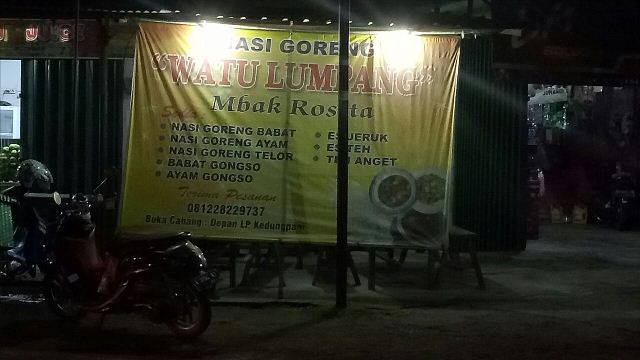 NASI GORENG
"WATU LUMPANG"
Mbak Rosita
Sedia:
• NASI GORENG BABAT
• NASI GORENG AYAM
• NASI GORENG TELOR
• BABAT GONGSO
• AYAM GONGSO
• ES JERUK
• ES TEH
• TEH ANGET
Terima Pesanan
081228229737
Buka Cabang : Depan LP Kedungpane